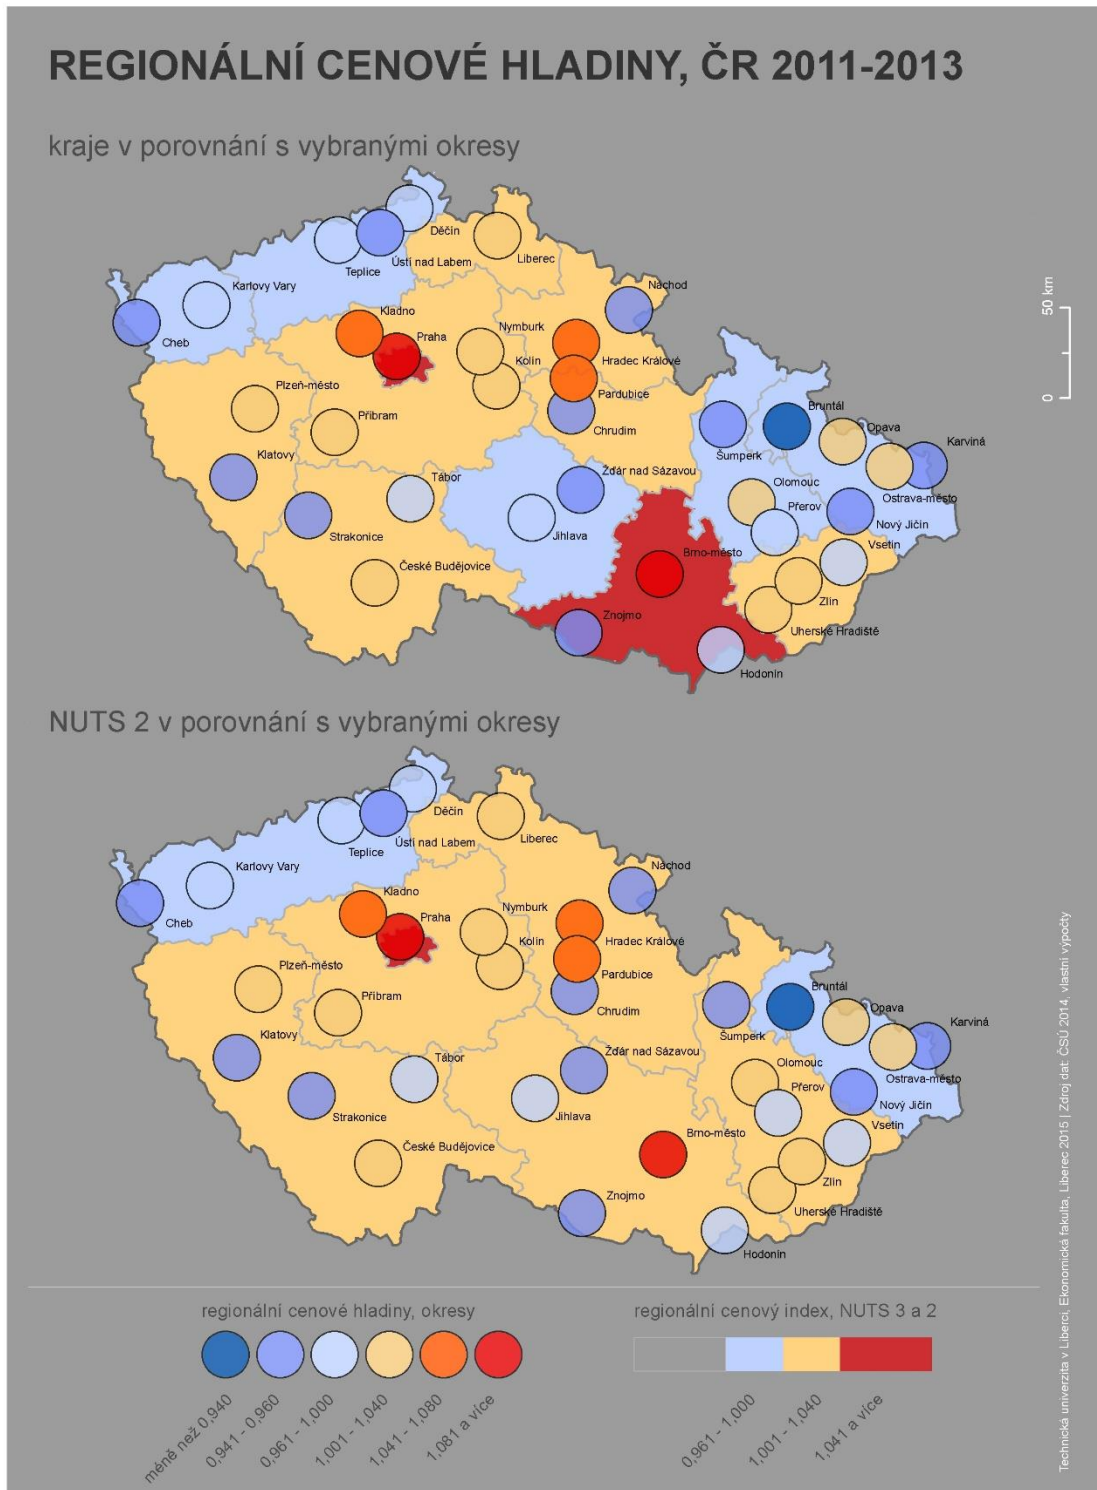 REGIONÁLNÍ CENOVÉ HLADINY, ČR 2011-2013
kraje v porovnání s vybranými okresy
Děčín
Liberec
Ústí nad Labem
Teplice
Karlovy Vary
Náchod
Kladno
Nymburk
Praha
Cheb
Kolín
Hradec Králové
Plzeň-město
Pardubice
Bruntál
Příbram
Chrudim
Opava
Karviná
Klatovy
Šumperk
Tábor
Žďár nad Sázavou
Olomouc
Ostrava-město
Přerov
Nový Jičín
Strakonice
Jihlava
Vsetín
Brno-město
České Budějovice
Zlín
Znojmo
Uherské Hradiště
Hodonín
50 km
0
NUTS 2 v porovnání s vybranými okresy
Děčín
Liberec
Ústí nad Labem
Teplice
Karlovy Vary
Náchod
Kladno
Nymburk
Praha
Cheb
Kolín
Hradec Králové
Plzeň-město
Pardubice
Bruntál
Příbram
Chrudim
Opava
Karviná
Klatovy
Šumperk
Tábor
Žďár nad Sázavou
Olomouc
Ostrava-město
Přerov
Nový Jičín
Strakonice
Jihlava
Vsetín
Brno-město
České Budějovice
Zlín
Znojmo
Uherské Hradiště
Hodonín
regionální cenové hladiny, okresy
méně než 0,940
0,941 - 0,960
0,961 - 1,000
1,001 - 1,040
1,041 - 1,080
1,081 a více
regionální cenový index, NUTS 3 a 2
0,961 - 1,000
1,001 - 1,040
1,041 a více
Technická univerzita v Liberci, Ekonomická fakulta, Liberec 2015 | Zdroj dat: ČSÚ 2014, vlastní výpočty